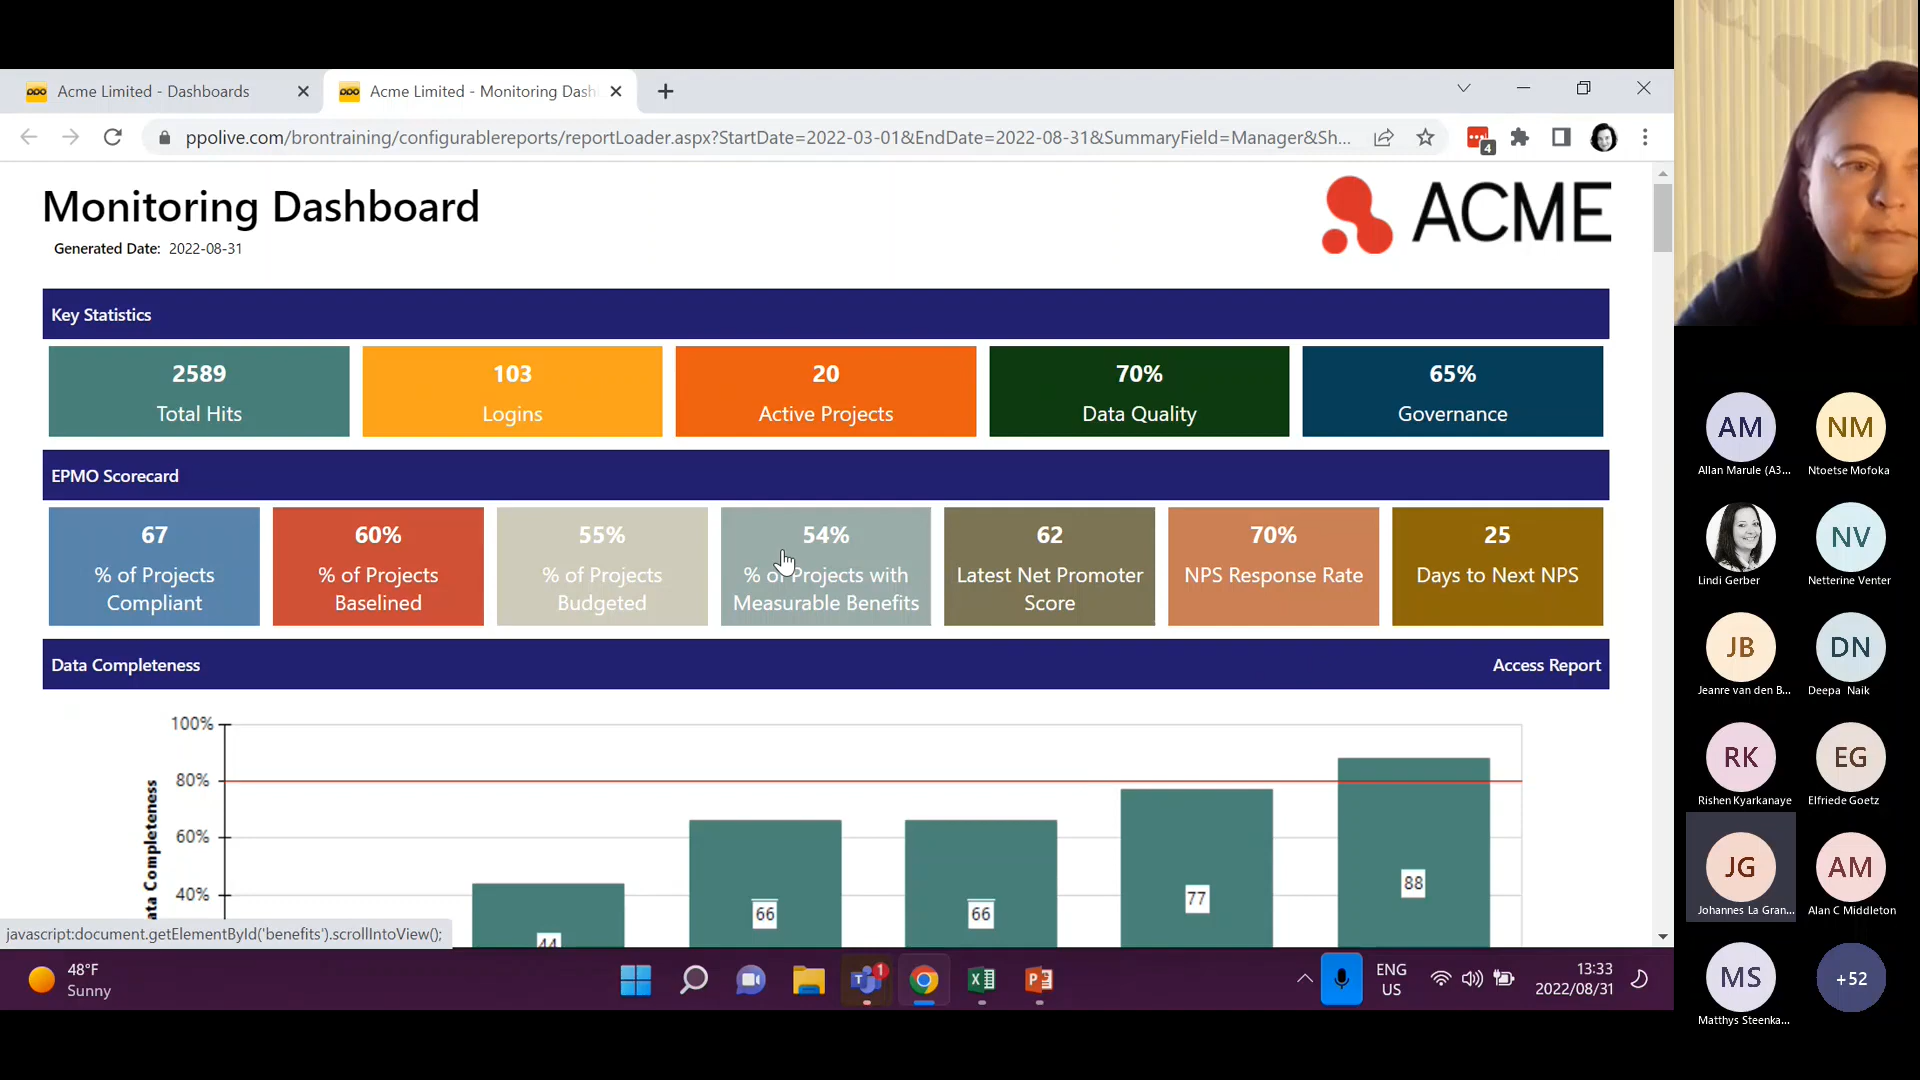 Acme Limited - Dashboards
Acme Limited - Monitoring Dash
ppolive.com/brontraining/configurablereports/reportLoader.aspx?StartDate=2022-03-01&EndDate=2022-08-31&SummaryField=Manager&Sh...
4
Monitoring Dashboard
ACME
Generated Date: 2022-08-31
Key Statistics
2589
Total Hits
103
Logins
20
Active Projects
70%
Data Quality
65%
Governance
EPMO Scorecard
67
% of Projects
Compliant
60%
% of Projects
Baselined
55%
% of Projects
Budgeted
54%
% of Projects with
Measurable Benefits
62
Latest Net Promoter
Score
70%
NPS Response Rate
25
Days to Next NPS
Data Completeness Access Report
100%
80%
60%
40%
ata Completeness
44
66
66
77
88
javascript:document.getElementById('benefits').scrollIntoView();
48°F
Sunny
1
ENG
US
13:33
2022/08/31
AM
Allan Marule (A3...
NM
Ntoetse Mofoka
Lindi Gerber
NV
Netterine Venter
JB
Jeanre van den B...
DN
Deepa Naik
RK
Rishen Kyarkanaye
EG
Elfriede Goetz
JG
Johannes La Gran...
AM
Alan C Middleton
MS
Matthys Steenka...
+52